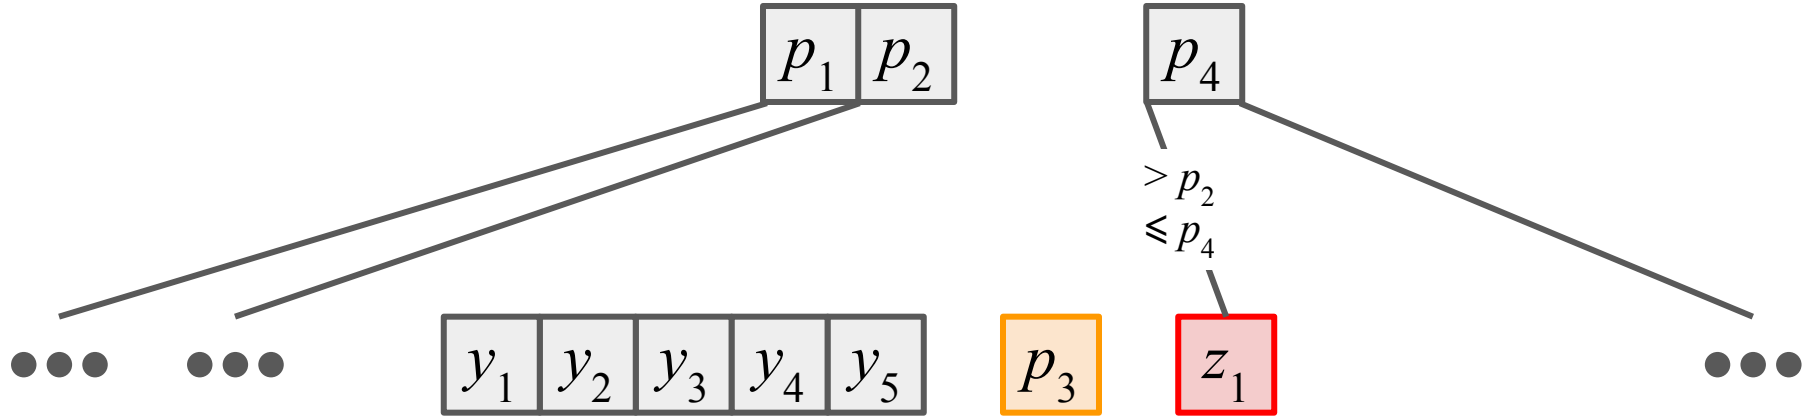 p₁ p₂ p₄
> p₂
⩽ p₄
y₁ y₂ y₃ y₄ y₅ p₃ z₁